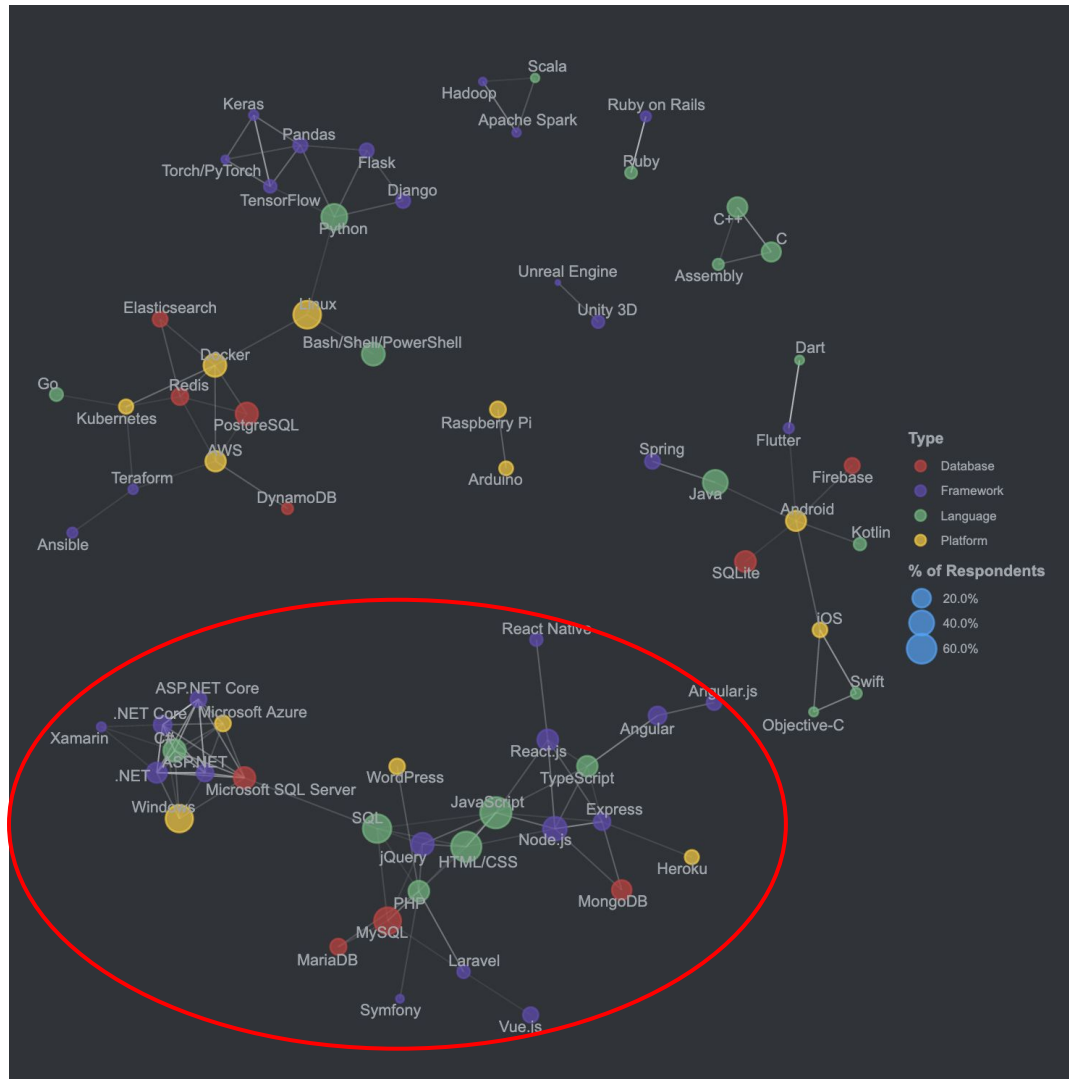 Scala
Hadoop
Keras
Ruby on Rails
Apache Spark
Pandas
Ruby
Flask
Torch/PyTorch
Django
TensorFlow
C++
Python
C
Unreal Engine
Assembly
Linux
Elasticsearch
Unity 3D
Bash/Shell/PowerShell
Dart
Docker
Go
Redis
Kubernetes
Raspberry Pi
PostgreSQL
Flutter
Type
Spring
AWS
Database
Firebase
Teraform
Arduino
Framework
Java
DynamoDB
Android
Language
Kotlin
Platform
Ansible
SQLite
% of Respondents
20.0%
iOS
40.0%
React Native
60.0%
Swift
ASP.NET Core
Angular.js
.NET Core
Microsoft Azure
Objective-C
Angular
Xamarin
C#
React.js
ASP.NET
.NET
WordPress
TypeScript
Microsoft SQL Server
Windows
JavaScript
Express
SQL
Node.js
jQuery
HTML/CSS
Heroku
PHP
MongoDB
MySQL
MariaDB
Laravel
Symfony
Vue.js